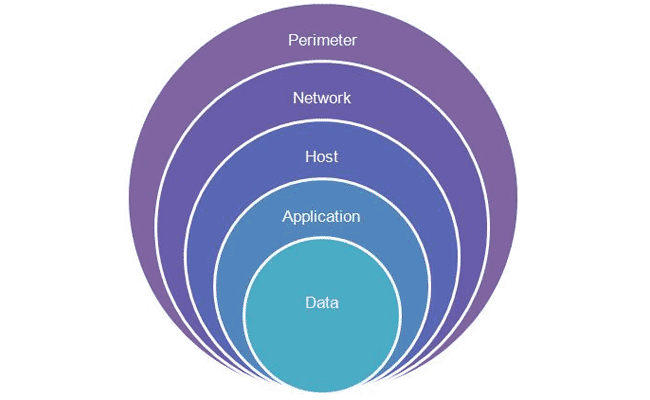 Perimeter
Network
Host
Application
Data